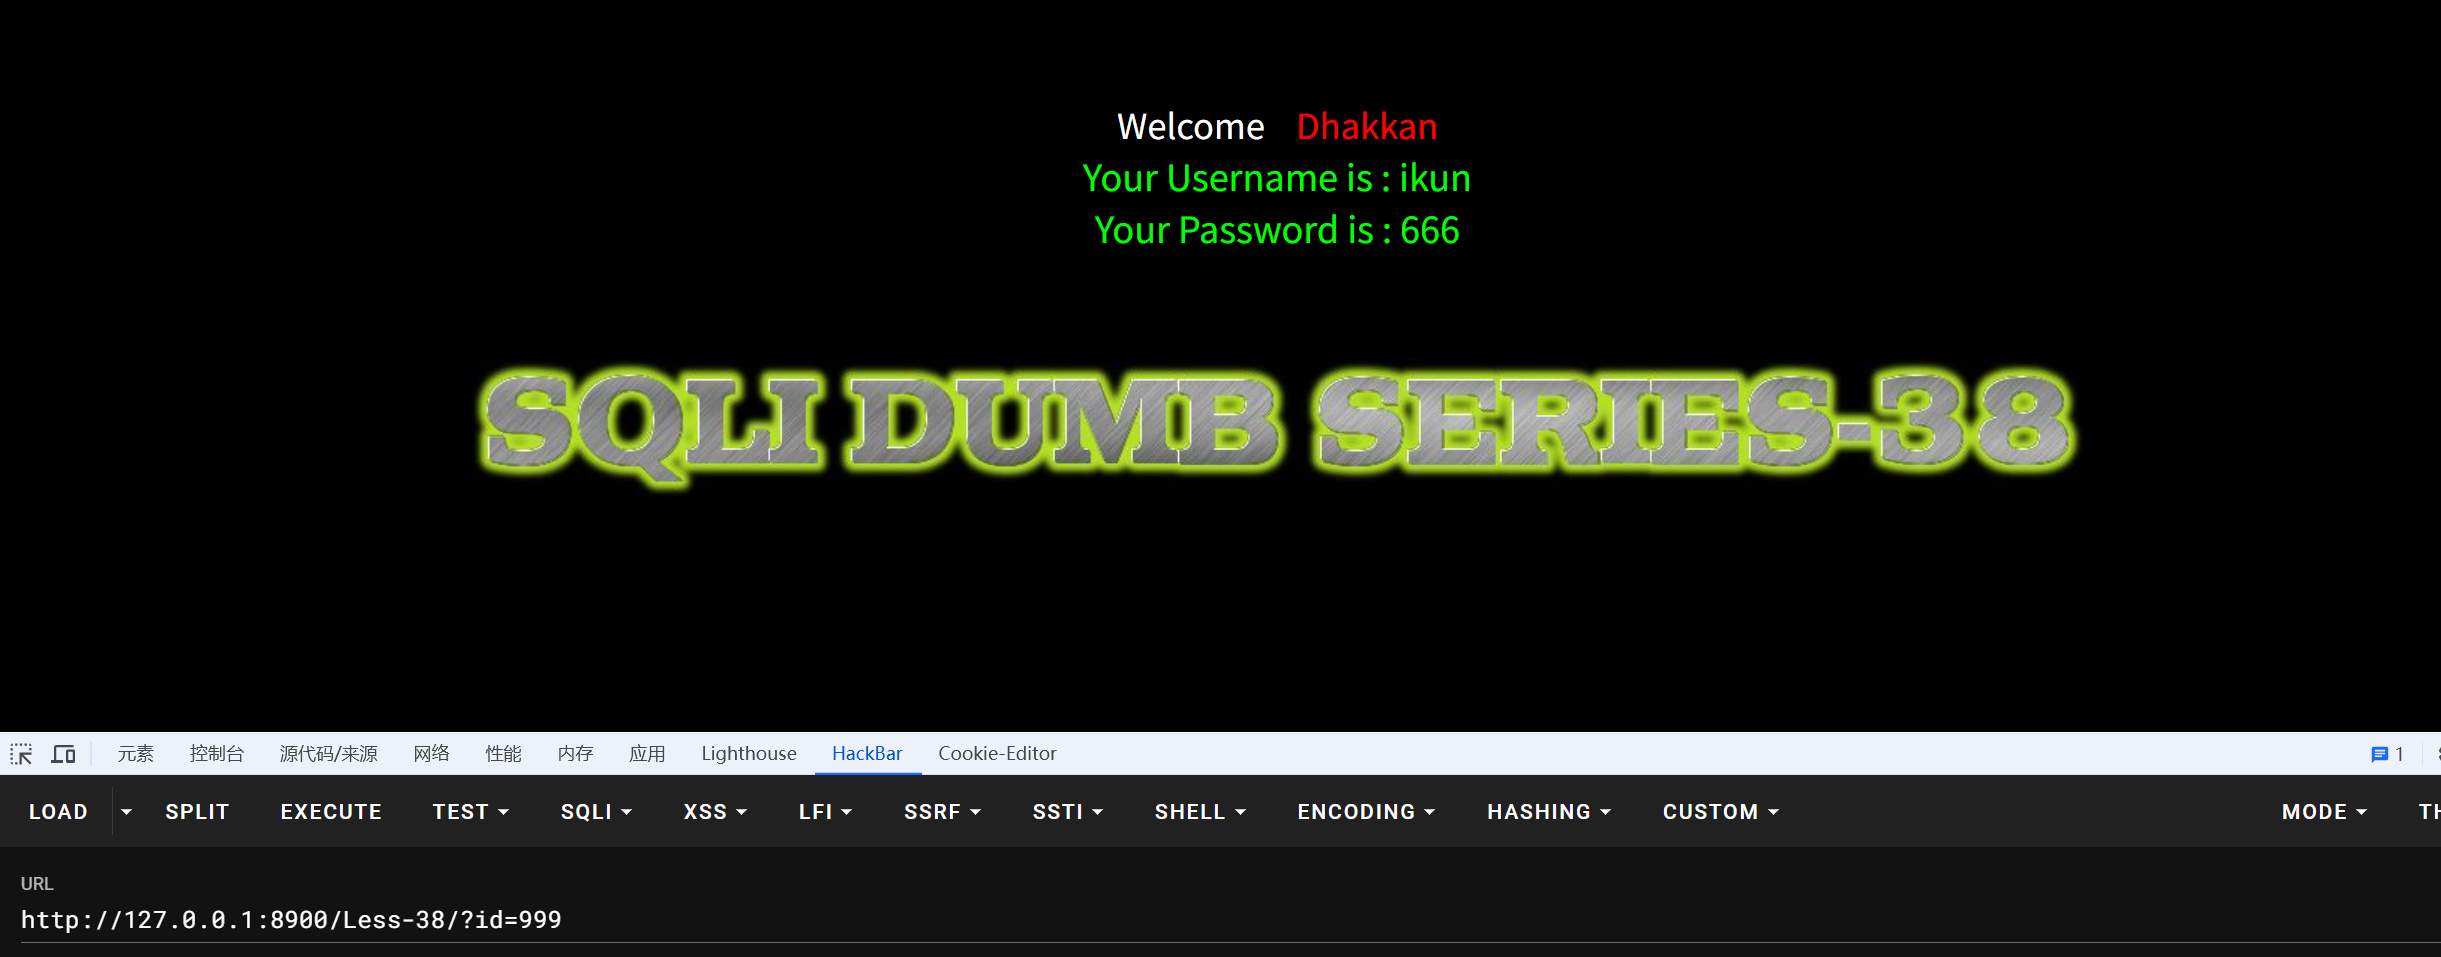 Welcome Dhakkan
Your Username is : ikun
Your Password is : 666
SQLI DUMB SERIES-38
元素 控制台 源代码/来源 网络 性能 内存 应用 Lighthouse HackBar Cookie-Editor 1
LOAD SPLIT EXECUTE TEST SQLI XSS LFI SSRF SSTI SHELL ENCODING HASHING CUSTOM MODE
URL
http://127.0.0.1:8900/Less-38/?id=999